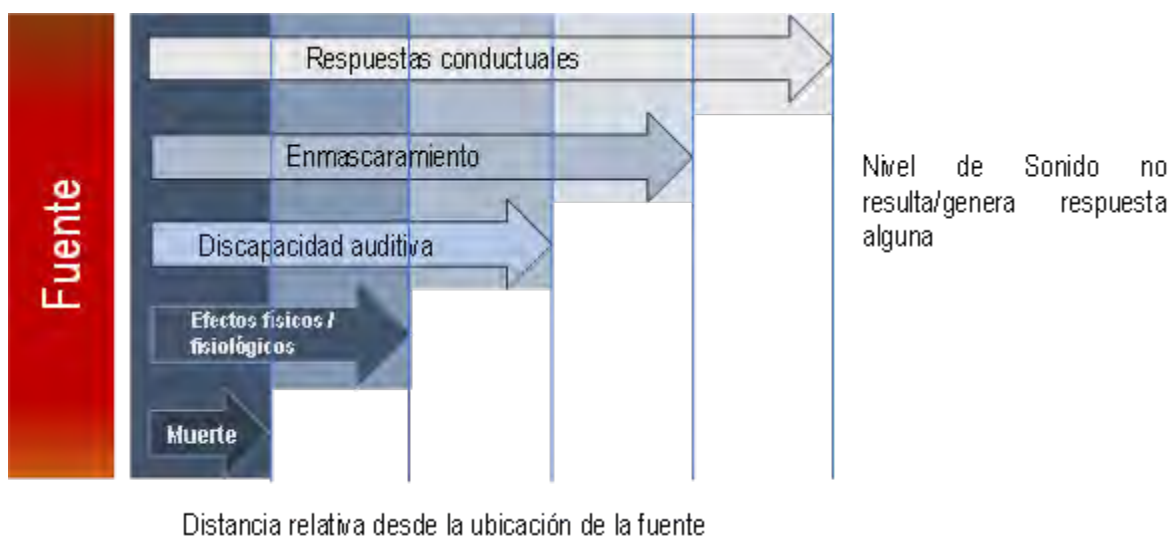 Fuente
Respuestas conductuales
Enmascaramiento
Discapacidad auditiva
Efectos físicos /
fisiológicos
Muerte
Nivel de Sonido no
resulta/genera respuesta
alguna
Distancia relativa desde la ubicación de la fuente